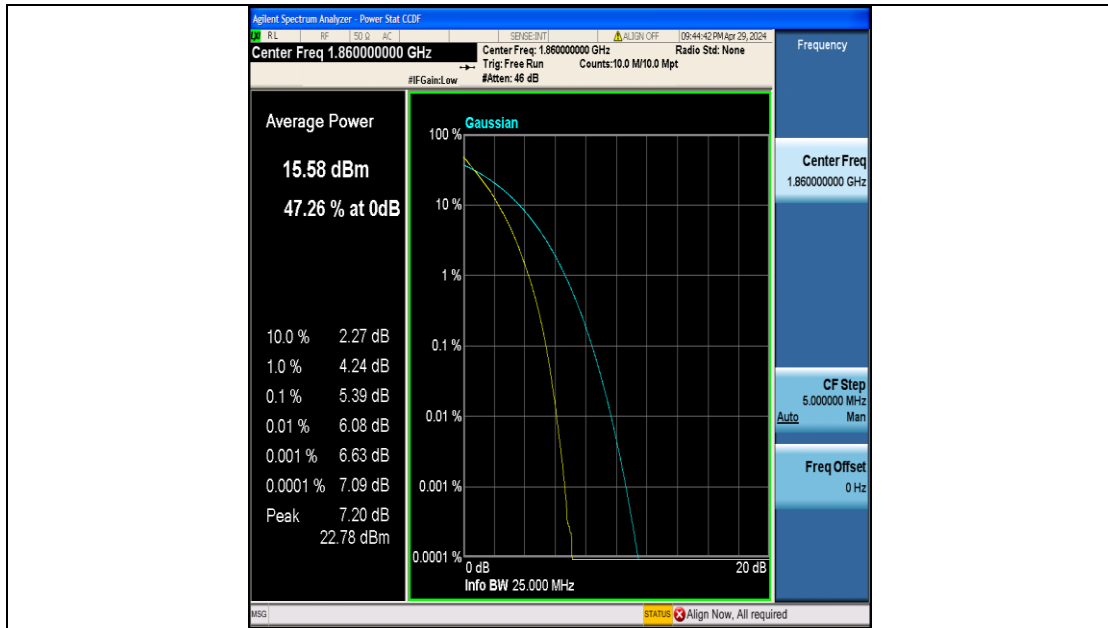 Agilent Spectrum Analyzer - Power Stat CCDF
RL RF 50 Ω AC SENSE:INT ALIGN OFF 09:44:42 PM Apr 29, 2024
Center Freq 1.860000000 GHz
Center Freq: 1.860000000 GHz Radio Std: None
Trig: Free Run Counts:10.0 M/10.0 Mpt
#IFGain:Low #Atten: 46 dB
Frequency
Average Power
15.58 dBm
47.26 % at 0dB
10.0 % 2.27 dB
1.0 % 4.24 dB
0.1 % 5.39 dB
0.01 % 6.08 dB
0.001 % 6.63 dB
0.0001 % 7.09 dB
Peak 7.20 dB
22.78 dBm
Gaussian
100 %
10 %
1 %
0.1 %
0.01 %
0.001 %
0.0001 %
0 dB 20 dB
Info BW 25.000 MHz
Center Freq
1.860000000 GHz
CF Step
5.000000 MHz
Auto Man
Freq Offset
0 Hz
MSG STATUS Align Now, All required